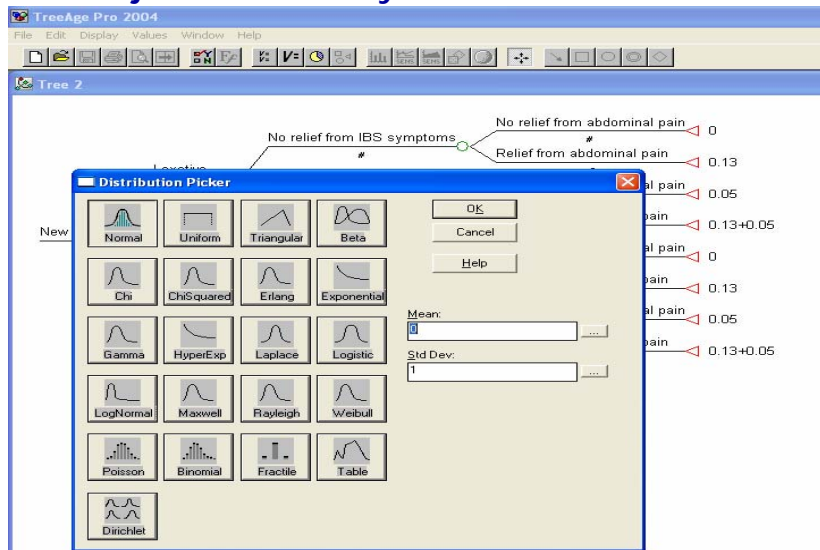 TreeAge Pro 2004
File Edit Display Values Window Help
Tree 2
No relief from abdominal pain
0
No relief from IBS symptoms
#
#
Relief from abdominal pain
0.13
Distribution Picker
al pain
0.05
New
pain
0.13+0.05
al pain
0
pain
0.13
al pain
0.05
pain
0.13+0.05
Normal Uniform Triangular Beta
Chi ChiSquared Erlang Exponential
Gamma HyperExp Laplace Logistic
LogNormal Maxwell Rayleigh Weibull
Poisson Binomial Fractile Table
Dirichlet
OK
Cancel
Help
Mean:
0
...
Std Dev:
1
...